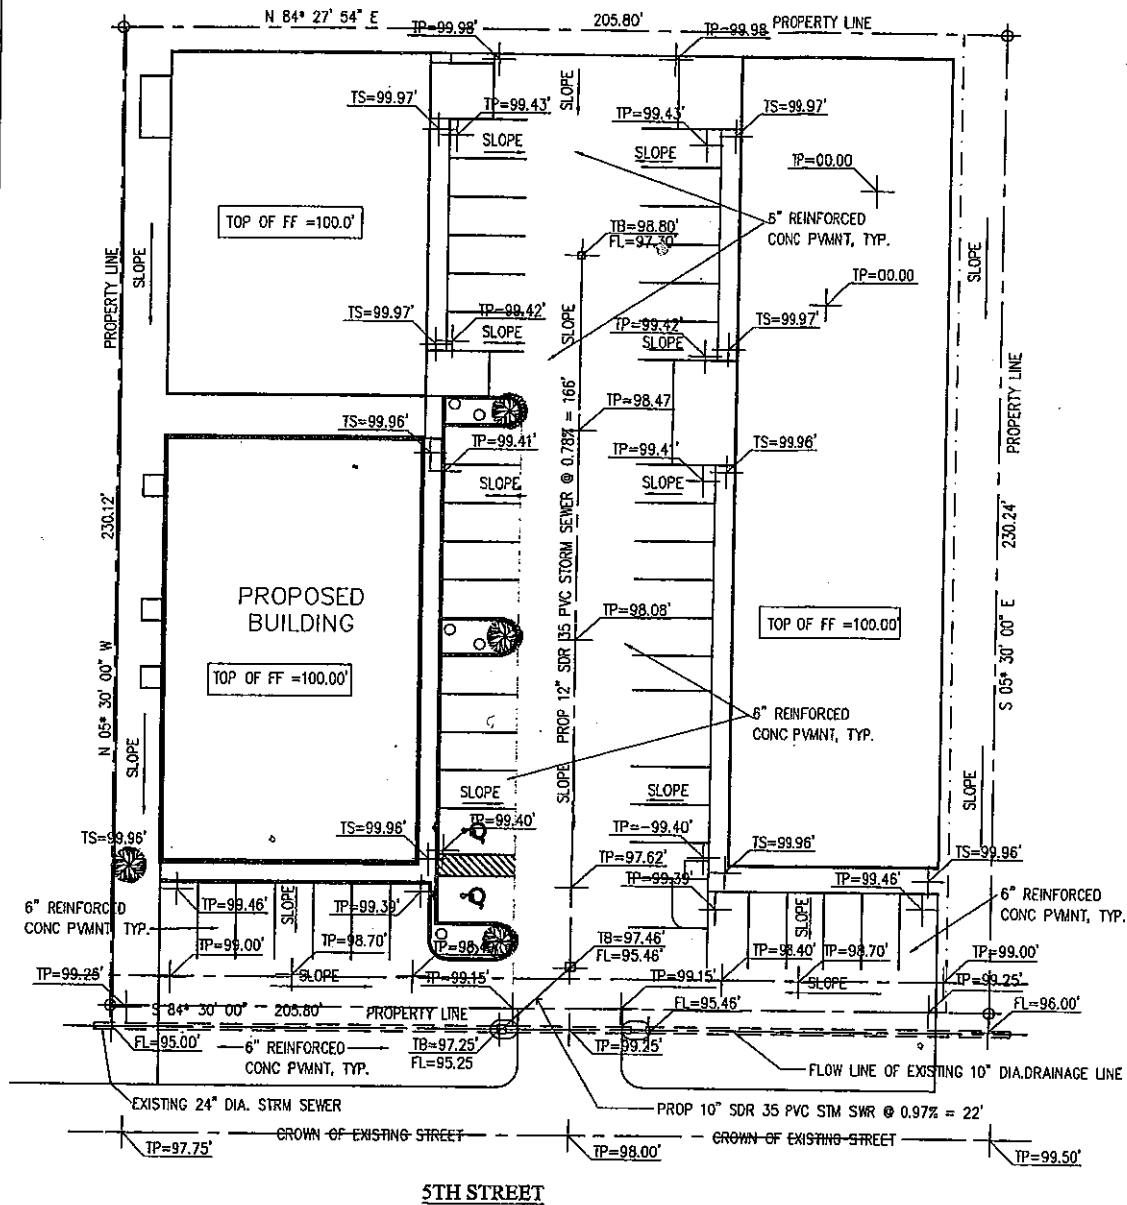 N 84° 27' 54" E
205.80'
PROPERTY LINE
TP=99.98'
TP=99.98
SLOPE
TS=99.97'
TP=99.43'
TP=99.43'
TS=99.97'
SLOPE
SLOPE
TP=00.00
TOP OF FF =100.0'
6" REINFORCED
CONC PVMNT, TYP.
TB=98.80'
FL=97.30'
SLOPE
PROPERTY LINE
SLOPE
TP=00.00
SLOPE
TS=99.97'
TP=99.42'
SLOPE
TP=99.42'
SLOPE
TS=99.97'
PROPERTY LINE
TP=98.47
TS=99.96'
TP=99.41'
TP=99.41'
TS=99.96'
SLOPE
SLOPE
230.12'
230.24'
PROP 12" SDR 35 PVC STORM SEWER @ 0.78% = 166'
PROPOSED
BUILDING
TP=98.08'
TOP OF FF =100.00'
TOP OF FF =100.00'
N 05° 30' 00" W
S 05° 30' 00" E
6" REINFORCED
CONC PVMNT, TYP.
SLOPE
SLOPE
SLOPE
SLOPE
SLOPE
TS=99.96'
TS=99.96'
TP=99.40'
TP=-99.40'
TS=99.96'
TS=99.96'
TP=97.62'
TP=99.39'
TP=99.46'
6" REINFORCED
CONC PVMNT, TYP.
TP=99.46'
SLOPE
TP=99.39'
SLOPE
6" REINFORCED
CONC PVMNT, TYP.
TP=99.00'
TP=98.70'
TP=98.4
TB=97.46'
FL=95.46'
TP=98.40'
TP=98.70'
TP=99.00'
TP=99.25'
SLOPE
TP=99.15'
TP=99.15'
SLOPE
TP=99.25'
S 84° 30' 00"
205.80'
PROPERTY LINE
FL=95.46'
FL=96.00'
FL=95.00'
6" REINFORCED
CONC PVMNT, TYP.
TB=97.25'
FL=95.25
TP=99.25'
FLOW LINE OF EXISTING 10" DIA.DRAINAGE LINE
EXISTING 24" DIA. STRM SEWER
PROP 10" SDR 35 PVC STM SWR @ 0.97% = 22'
CROWN OF EXISTING STREET
CROWN OF EXISTING STREET
TP=97.75'
TP=98.00'
TP=99.50'
5TH STREET